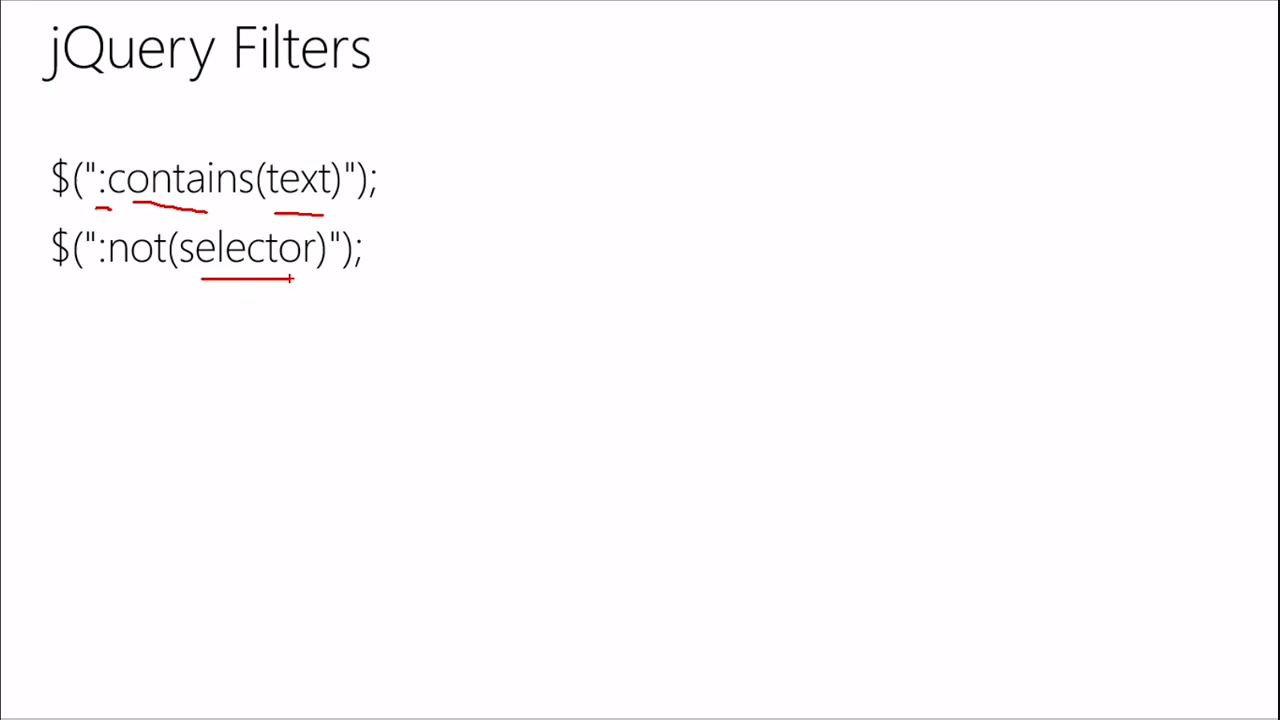 jQuery Filters
$(":contains(text)");
$(":not(selector)");